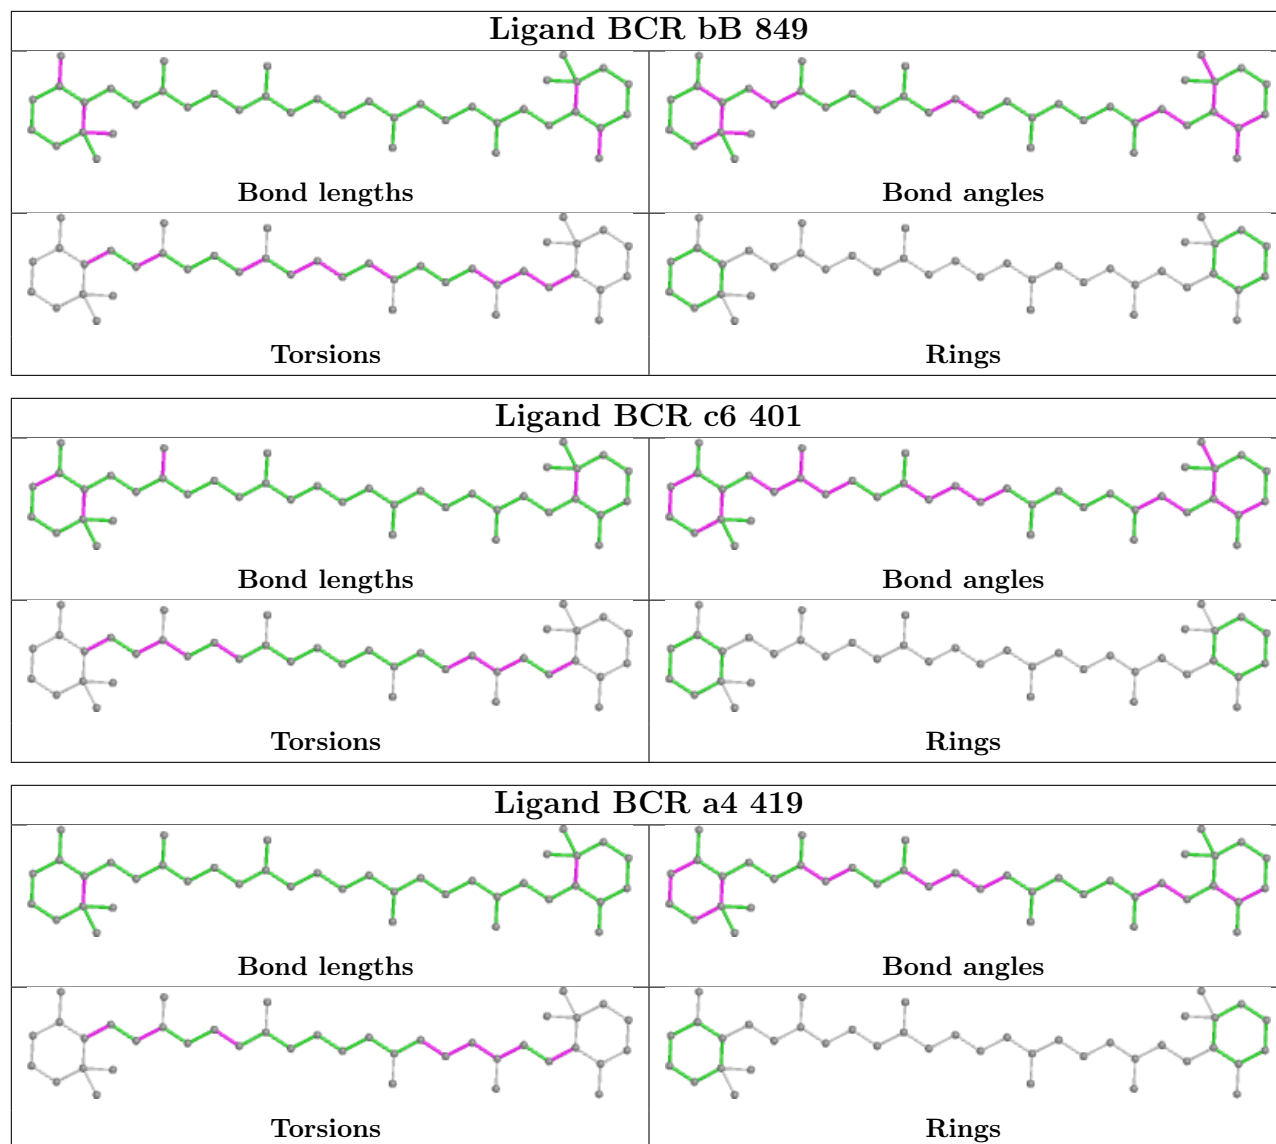 Ligand BCR bB 849
Bond lengths Bond angles
Torsions Rings
Ligand BCR c6 401
Bond lengths Bond angles
Torsions Rings
Ligand BCR a4 419
Bond lengths Bond angles
Torsions Rings